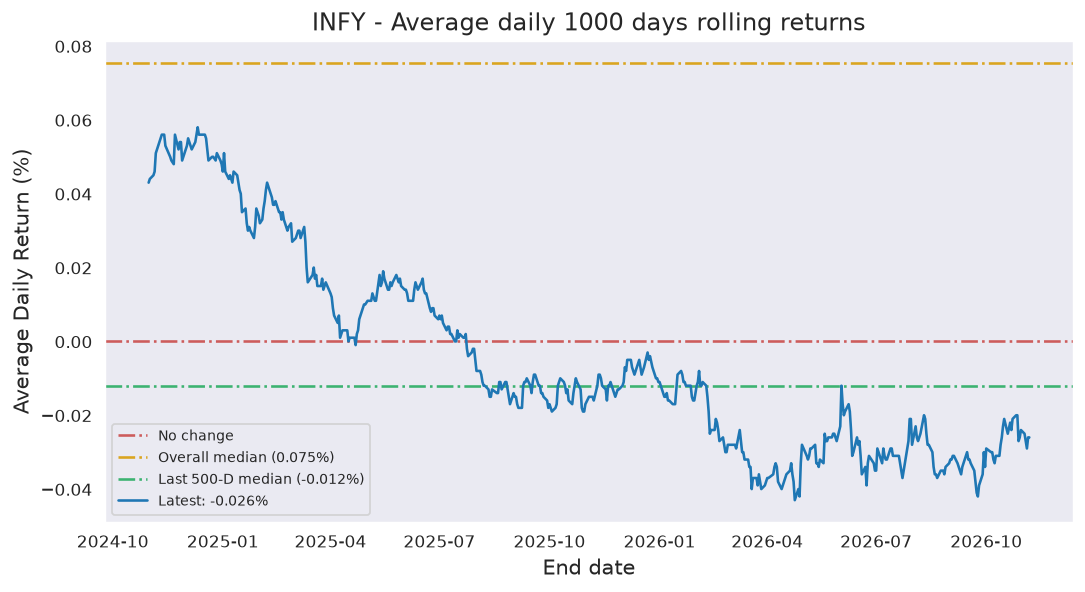 INFY - Average daily 1000 days rolling returns
Average Daily Return (%)
0.08
0.06
0.04
0.02
0.00
−0.02
−0.04
No change
Overall median (0.075%)
Last 500-D median (-0.012%)
Latest: -0.026%
2024-10 2025-01 2025-04 2025-07 2025-10 2026-01 2026-04 2026-07 2026-10
End date